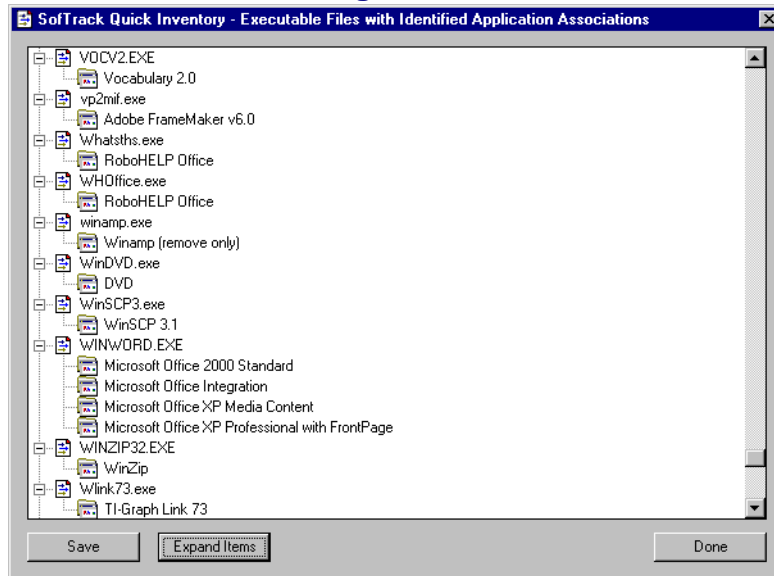 SofTrack Quick Inventory - Executable Files with Identified Application Associations
VOCV2.EXE
Vocabulary 2.0
vp2mif.exe
Adobe FrameMaker v6.0
Whatsths.exe
RoboHELP Office
WHOffice.exe
RoboHELP Office
winamp.exe
Winamp (remove only)
WinDVD.exe
DVD
WinSCP3.exe
WinSCP 3.1
WINWORD.EXE
Microsoft Office 2000 Standard
Microsoft Office Integration
Microsoft Office XP Media Content
Microsoft Office XP Professional with FrontPage
WINZIP32.EXE
WinZip
Wlink73.exe
TI-Graph Link 73
Save Expand Items Done